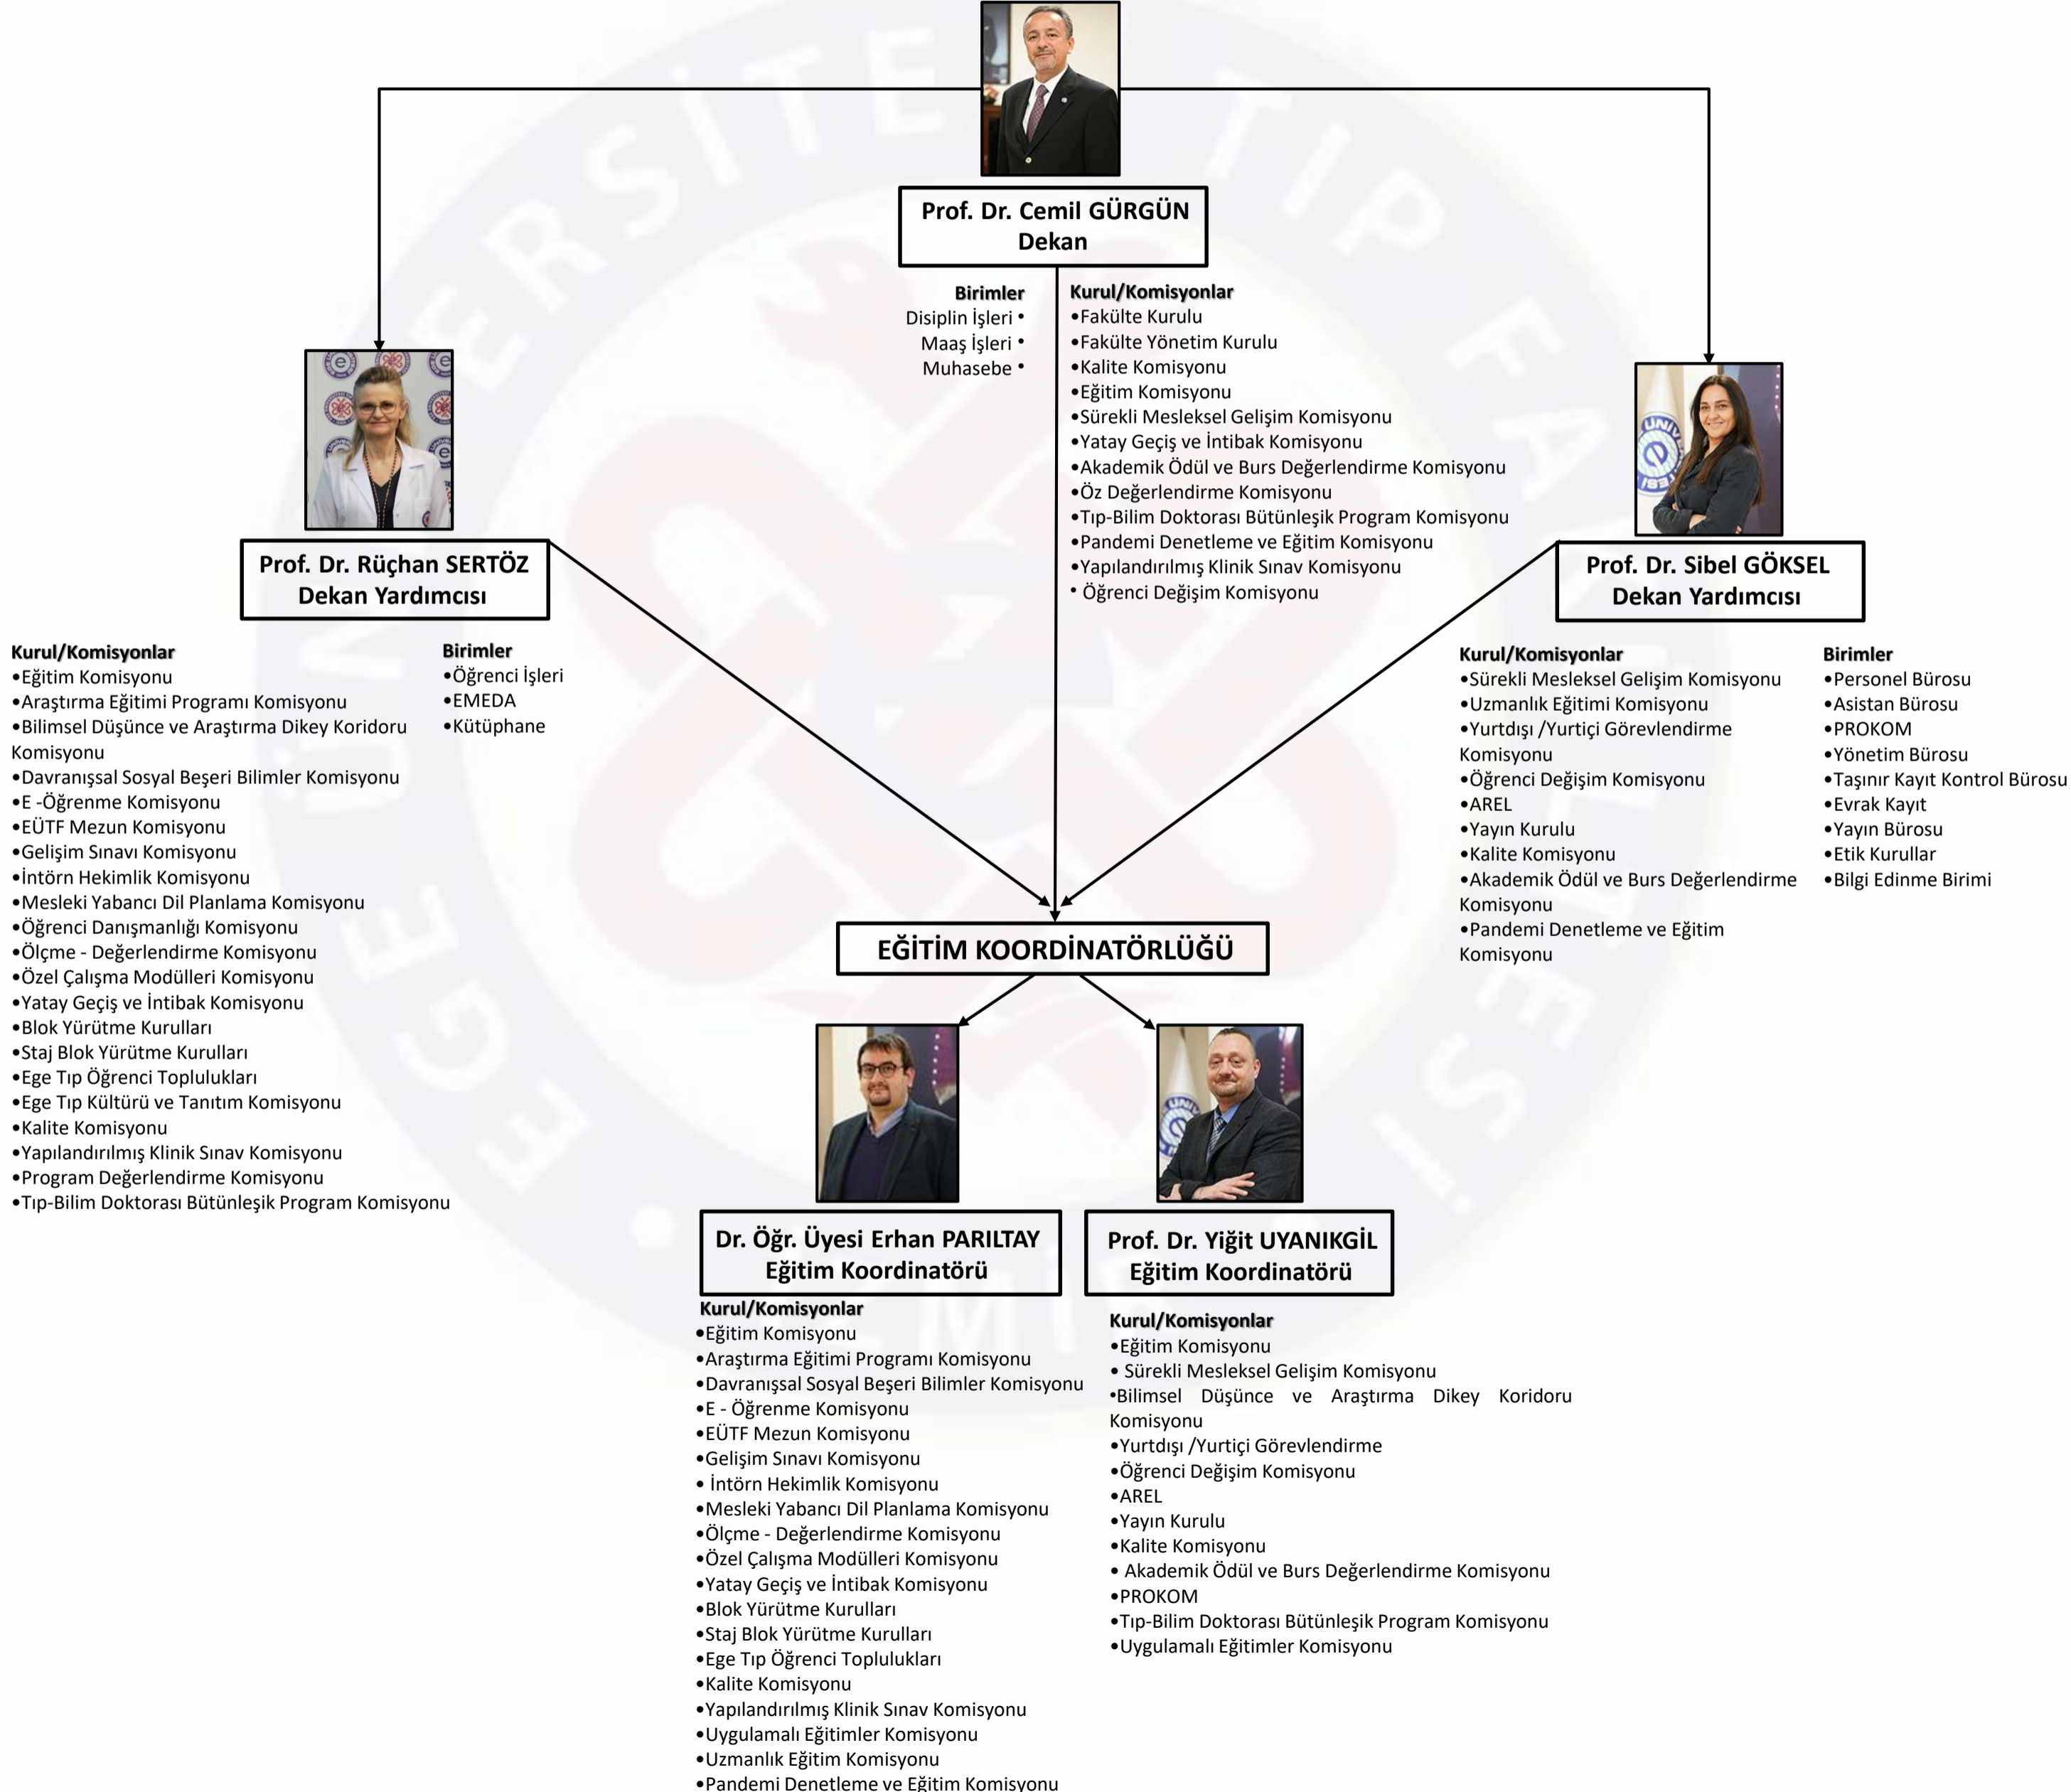 Prof. Dr. Cemil GÜRGÜN
Dekan
Birimler
Disiplin İşleri •
Maaş İşleri •
Muhasebe •
Kurul/Komisyonlar
•Fakülte Kurulu
•Fakülte Yönetim Kurulu
•Kalite Komisyonu
•Eğitim Komisyonu
•Sürekli Mesleksel Gelişim Komisyonu
•Yatay Geçiş ve İntibak Komisyonu
•Akademik Ödül ve Burs Değerlendirme Komisyonu
•Öz Değerlendirme Komisyonu
•Tıp-Bilim Doktorası Bütünleşik Program Komisyonu
•Pandemi Denetleme ve Eğitim Komisyonu
•Yapılandırılmış Klinik Sınav Komisyonu
• Öğrenci Değişim Komisyonu
Prof. Dr. Rüçhan SERTÖZ
Dekan Yardımcısı
Kurul/Komisyonlar
•Eğitim Komisyonu
•Araştırma Eğitimi Programı Komisyonu
•Bilimsel Düşünce ve Araştırma Dikey Koridoru
Komisyonu
•Davranışsal Sosyal Beşeri Bilimler Komisyonu
•E -Öğrenme Komisyonu
•EÜTF Mezun Komisyonu
•Gelişim Sınavı Komisyonu
•İntörn Hekimlik Komisyonu
•Mesleki Yabancı Dil Planlama Komisyonu
•Öğrenci Danışmanlığı Komisyonu
•Ölçme - Değerlendirme Komisyonu
•Özel Çalışma Modülleri Komisyonu
•Yatay Geçiş ve İntibak Komisyonu
•Blok Yürütme Kurulları
•Staj Blok Yürütme Kurulları
•Ege Tıp Öğrenci Toplulukları
•Ege Tıp Kültürü ve Tanıtım Komisyonu
•Kalite Komisyonu
•Yapılandırılmış Klinik Sınav Komisyonu
•Program Değerlendirme Komisyonu
•Tıp-Bilim Doktorası Bütünleşik Program Komisyonu
Birimler
•Öğrenci İşleri
•EMEDA
•Kütüphane
Prof. Dr. Sibel GÖKSEL
Dekan Yardımcısı
Kurul/Komisyonlar
•Sürekli Mesleksel Gelişim Komisyonu
•Uzmanlık Eğitimi Komisyonu
•Yurtdışı /Yurtiçi Görevlendirme
Komisyonu
•Öğrenci Değişim Komisyonu
•AREL
•Yayın Kurulu
•Kalite Komisyonu
•Akademik Ödül ve Burs Değerlendirme
Komisyonu
•Pandemi Denetleme ve Eğitim
Komisyonu
Birimler
•Personel Bürosu
•Asistan Bürosu
•PROKOM
•Yönetim Bürosu
•Taşınır Kayıt Kontrol Bürosu
•Evrak Kayıt
•Yayın Bürosu
•Etik Kurullar
•Bilgi Edinme Birimi
EĞİTİM KOORDİNATÖRLÜĞÜ
Dr. Öğr. Üyesi Erhan PARILTAY
Eğitim Koordinatörü
Kurul/Komisyonlar
•Eğitim Komisyonu
•Araştırma Eğitimi Programı Komisyonu
•Davranışsal Sosyal Beşeri Bilimler Komisyonu
•E - Öğrenme Komisyonu
•EÜTF Mezun Komisyonu
•Gelişim Sınavı Komisyonu
• İntörn Hekimlik Komisyonu
•Mesleki Yabancı Dil Planlama Komisyonu
•Ölçme - Değerlendirme Komisyonu
•Özel Çalışma Modülleri Komisyonu
•Yatay Geçiş ve İntibak Komisyonu
•Blok Yürütme Kurulları
•Staj Blok Yürütme Kurulları
•Ege Tıp Öğrenci Toplulukları
•Kalite Komisyonu
•Yapılandırılmış Klinik Sınav Komisyonu
•Uygulamalı Eğitimler Komisyonu
•Uzmanlık Eğitim Komisyonu
•Pandemi Denetleme ve Eğitim Komisyonu
Prof. Dr. Yiğit UYANIKGİL
Eğitim Koordinatörü
Kurul/Komisyonlar
•Eğitim Komisyonu
• Sürekli Mesleksel Gelişim Komisyonu
•Bilimsel Düşünce ve Araştırma Dikey Koridoru
Komisyonu
•Yurtdışı /Yurtiçi Görevlendirme
•Öğrenci Değişim Komisyonu
•AREL
•Yayın Kurulu
•Kalite Komisyonu
• Akademik Ödül ve Burs Değerlendirme Komisyonu
•PROKOM
•Tıp-Bilim Doktorası Bütünleşik Program Komisyonu
•Uygulamalı Eğitimler Komisyonu